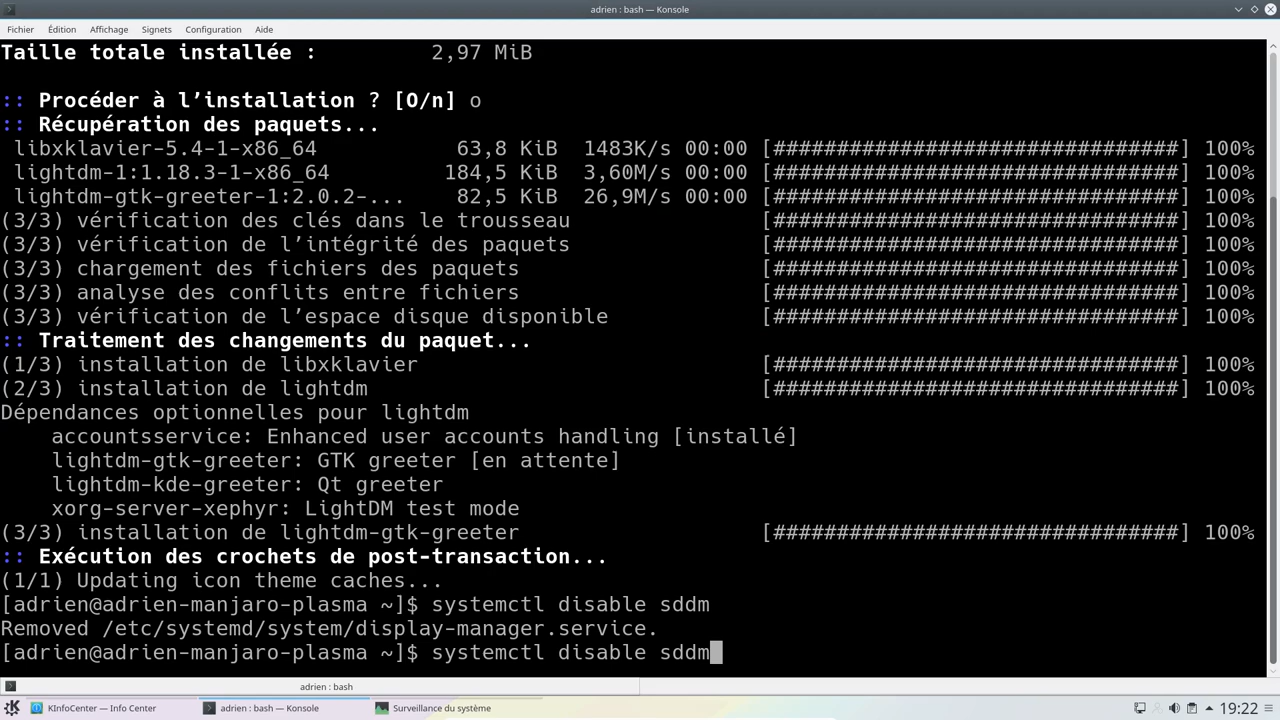 adrien : bash — Konsole
Fichier Édition Affichage Signets Configuration Aide
Taille totale installée : 2,97 MiB
:: Procéder à l’installation ? [O/n] o
:: Récupération des paquets...
libxklavier-5.4-1-x86_64 63,8 KiB 1483K/s 00:00 [################################] 100%
lightdm-1:1.18.3-1-x86_64 184,5 KiB 3,60M/s 00:00 [################################] 100%
lightdm-gtk-greeter-1:2.0.2-... 82,5 KiB 26,9M/s 00:00 [################################] 100%
(3/3) vérification des clés dans le trousseau [################################] 100%
(3/3) vérification de l’intégrité des paquets [################################] 100%
(3/3) chargement des fichiers des paquets [################################] 100%
(3/3) analyse des conflits entre fichiers [################################] 100%
(3/3) vérification de l’espace disque disponible [################################] 100%
:: Traitement des changements du paquet...
(1/3) installation de libxklavier [################################] 100%
(2/3) installation de lightdm [################################] 100%
Dépendances optionnelles pour lightdm
accountsservice: Enhanced user accounts handling [installé]
lightdm-gtk-greeter: GTK greeter [en attente]
lightdm-kde-greeter: Qt greeter
xorg-server-xephyr: LightDM test mode
(3/3) installation de lightdm-gtk-greeter [################################] 100%
:: Exécution des crochets de post-transaction...
(1/1) Updating icon theme caches...
[adrien@adrien-manjaro-plasma ~]$ systemctl disable sddm
Removed /etc/systemd/system/display-manager.service.
[adrien@adrien-manjaro-plasma ~]$ systemctl disable sddm
adrien : bash
KInfoCenter — Info Center adrien : bash — Konsole Surveillance du système 19:22